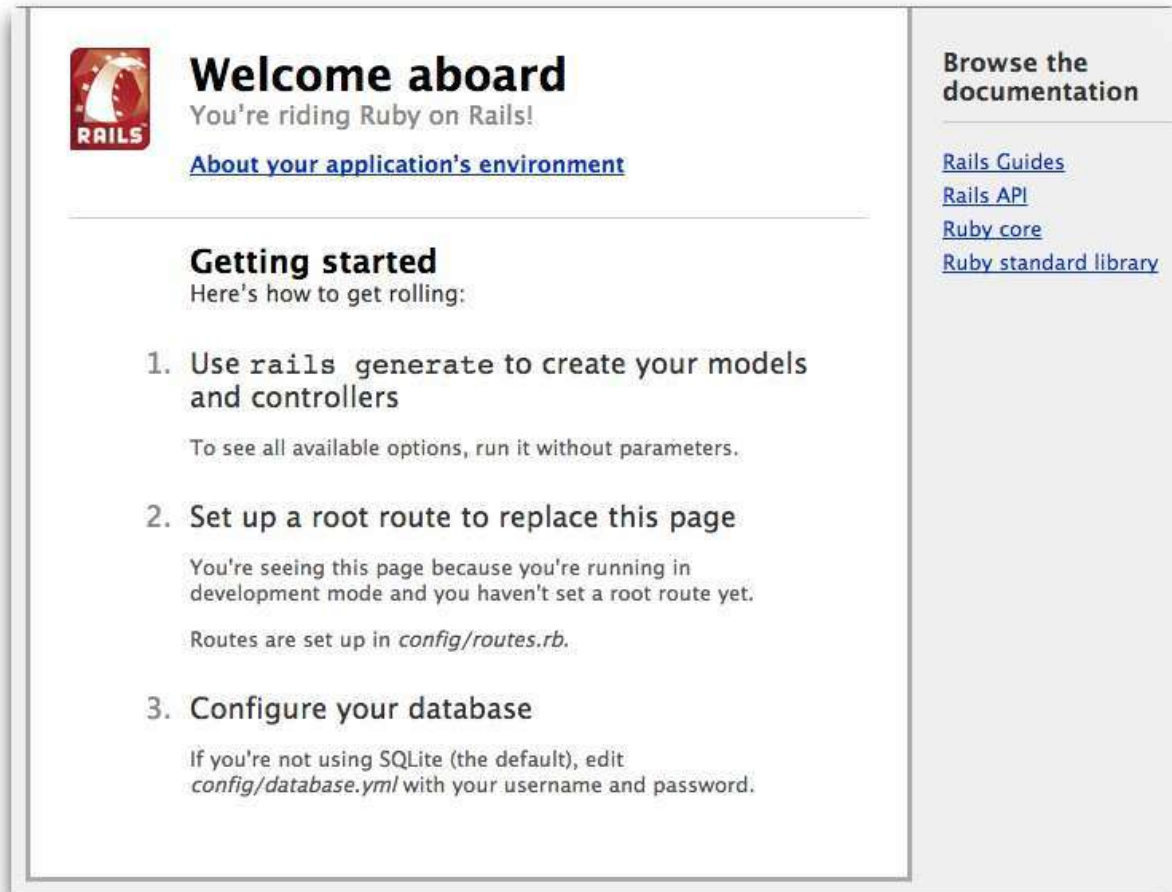 RAILS
Welcome aboard
You're riding Ruby on Rails!
About your application's environment
Getting started
Here's how to get rolling:
1. Use rails generate to create your models
and controllers
To see all available options, run it without parameters.
2. Set up a root route to replace this page
You're seeing this page because you're running in
development mode and you haven't set a root route yet.
Routes are set up in config/routes.rb.
3. Configure your database
If you're not using SQLite (the default), edit
config/database.yml with your username and password.
Browse the
documentation
Rails Guides
Rails API
Ruby core
Ruby standard library